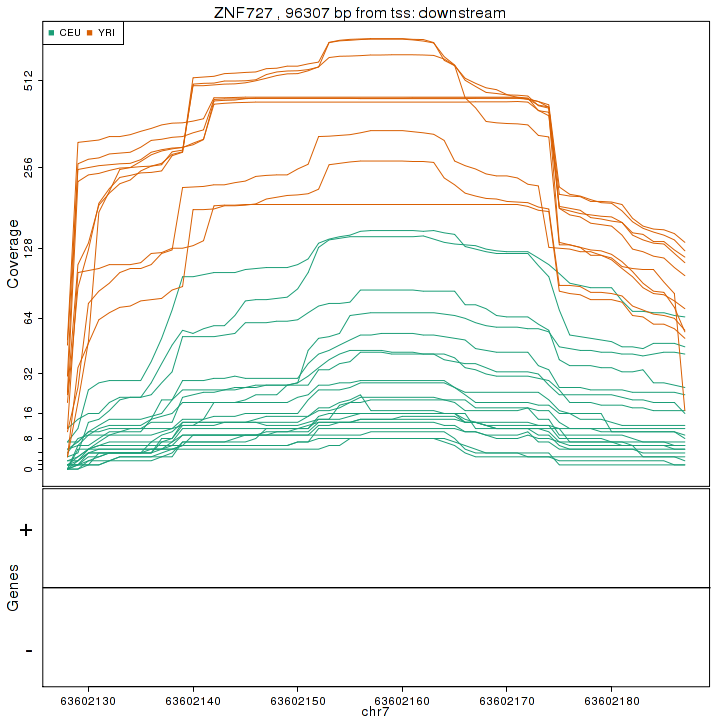 ZNF727 , 96307 bp from tss: downstream
CEU YRI
512
256
128
64
32
16
8
0
Coverage
+
-
Genes
63602130 63602140 63602150 63602160 63602170 63602180
chr7